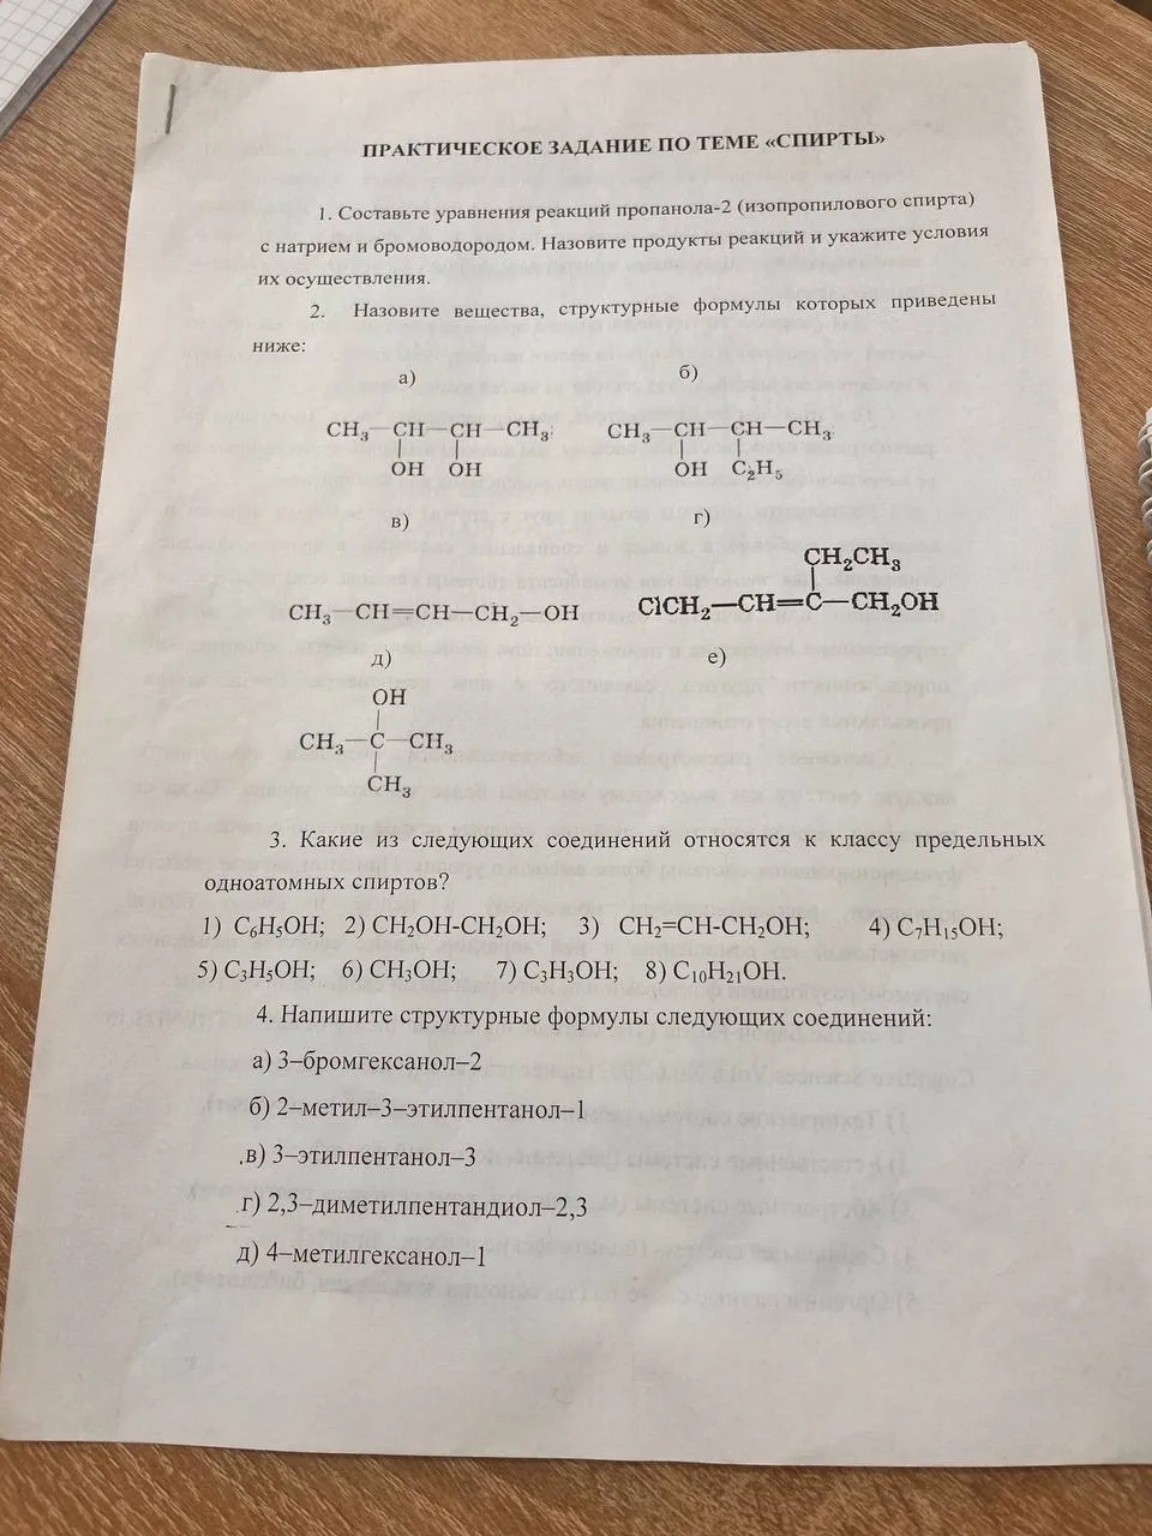 ПРАКТИЧЕСКОЕ ЗАДАНИЕ ПО ТЕМЕ «СПИРТЫ»
1. Составьте уравнения реакций пропанола-2 (изопропилового спирта)
с натрием и бромоводородом. Назовите продукты реакций и укажите условия
их осуществления.
2. Назовите вещества, структурные формулы которых приведены
ниже:
а) б)
CH₃—CH—CH—CH₃; CH₃—CH—CH—CH₃
| | | |
OH OH OH C₂H₅
в) г)
CH₂CH₃
|
CH₃—CH=CH—CH₂—OH ClCH₂—CH=C—CH₂OH
д) е)
OH
|
CH₃—C—CH₃
|
CH₃
3. Какие из следующих соединений относятся к классу предельных
одноатомных спиртов?
1) C₆H₅OH; 2) CH₂OH-CH₂OH; 3) CH₂=CH-CH₂OH; 4) C₇H₁₅OH;
5) C₃H₅OH; 6) CH₃OH; 7) C₃H₃OH; 8) C₁₀H₂₁OH.
4. Напишите структурные формулы следующих соединений:
а) 3–бромгексанол–2
б) 2–метил–3–этилпентанол–1
в) 3–этилпентанол–3
г) 2,3–диметилпентандиол–2,3
д) 4–метилгексанол–1